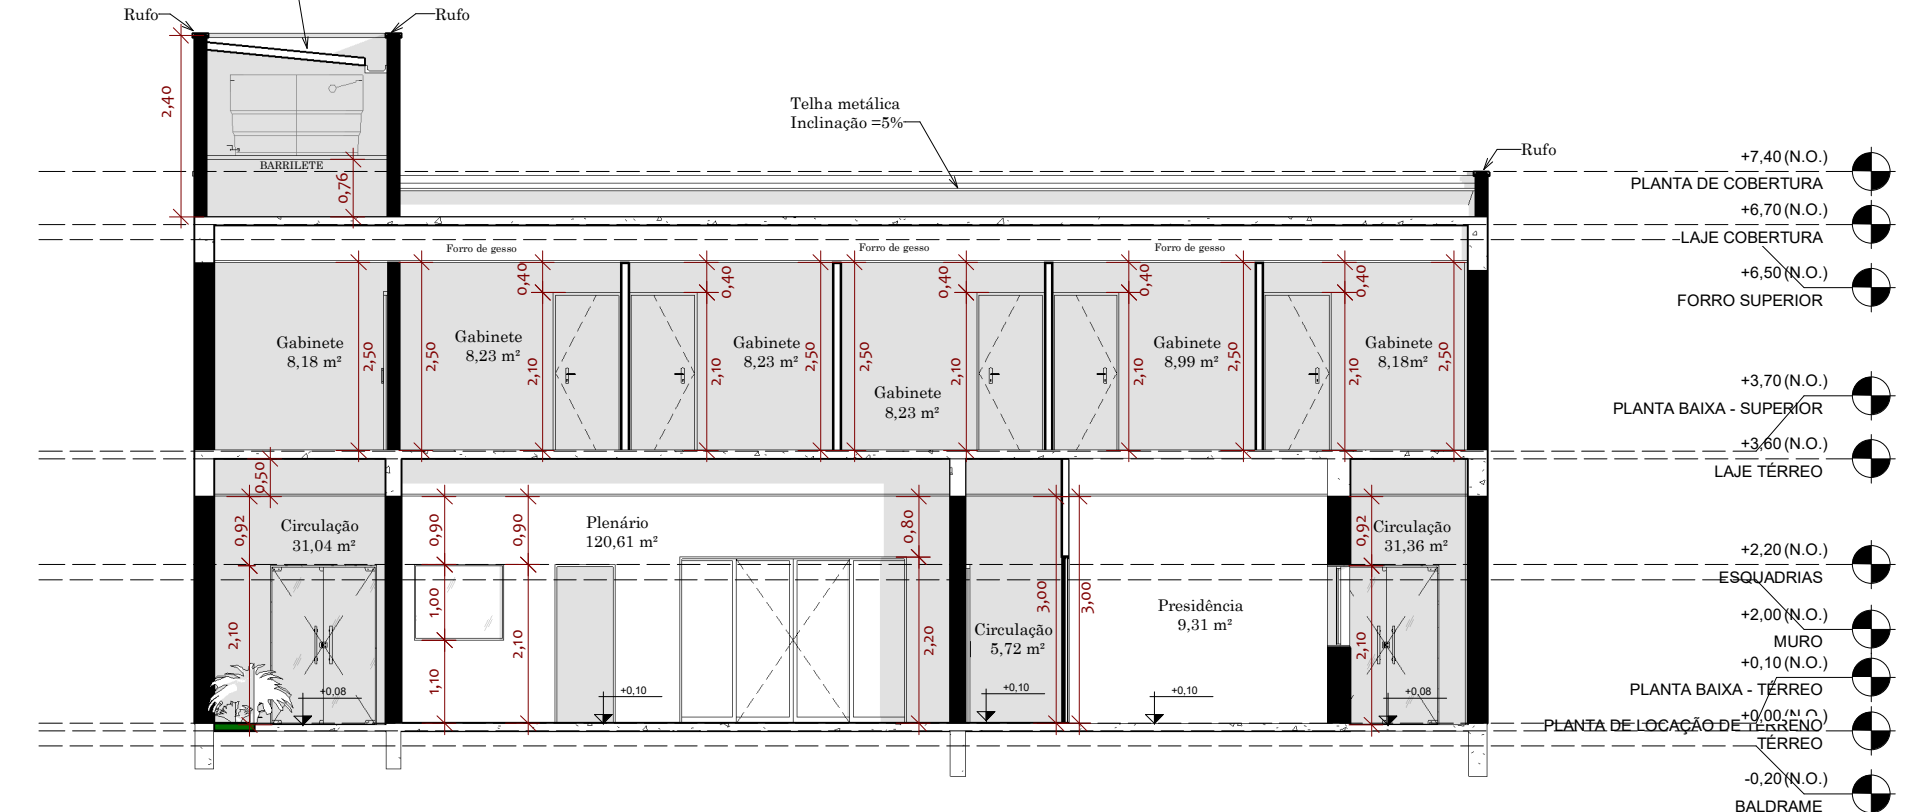 Rufo
Rufo
2,40
BARRILETE
0,76
Telha metálica
Inclinação =5%
Rufo
Forro de gesso
Forro de gesso
Forro de gesso
0,40
0,40
0,40
0,40
0,40
Gabinete
8,18 m²
2,50
2,50
Gabinete
8,23 m²
2,10
2,10
Gabinete
8,23 m²
2,50
2,50
Gabinete
8,23 m²
2,10
2,10
Gabinete
8,99 m²
2,50
2,10
Gabinete
8,18m²
2,50
0,50
0,92
Circulação
31,04 m²
2,10
+0,08
0,90
1,00
1,10
0,90
2,10
Plenário
120,61 m²
+0,10
0,80
2,20
Circulação
5,72 m²
+0,10
3,00
3,00
Presidência
9,31 m²
+0,10
0,92
Circulação
31,36 m²
2,10
+0,08
+7,40(N.O.)
PLANTA DE COBERTURA
+6,70(N.O.)
LAJE COBERTURA
+6,50(N.O.)
FORRO SUPERIOR
+3,70(N.O.)
PLANTA BAIXA - SUPERIOR
+3,60(N.O.)
LAJE TÉRREO
+2,20(N.O.)
ESQUADRIAS
+2,00(N.O.)
MURO
+0,10(N.O.)
PLANTA BAIXA - TÉRREO
+0,00(N.O.)
PLANTA DE LOCAÇÃO DE TERRENO
TÉRREO
-0,20(N.O.)
BALDRAME